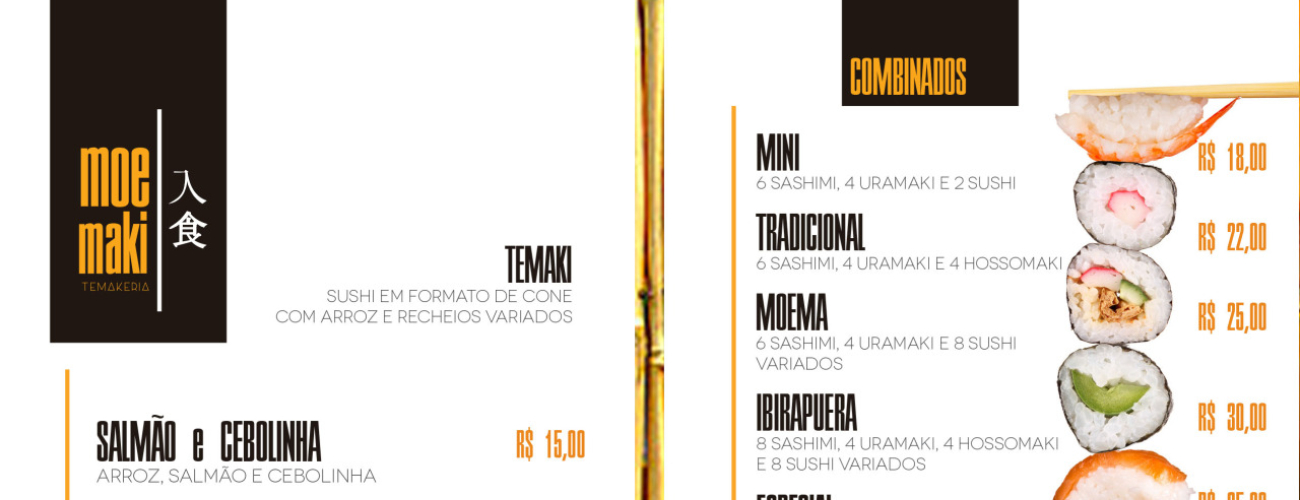 moe
maki
TEMAKERIA
入
食
TEMAKI
SUSHI EM FORMATO DE CONE
COM ARROZ E RECHEIOS VARIADOS
SALMÃO e CEBOLINHA
R$ 15,00
ARROZ, SALMÃO E CEBOLINHA
COMBINADOS
MINI
R$ 18,00
6 SASHIMI, 4 URAMAKI E 2 SUSHI
TRADICIONAL
R$ 22,00
6 SASHIMI, 4 URAMAKI E 4 HOSSOMAKI
MOEMA
R$ 25,00
6 SASHIMI, 4 URAMAKI E 8 SUSHI
VARIADOS
IBIRAPUERA
R$ 30,00
8 SASHIMI, 4 URAMAKI, 4 HOSSOMAKI
E 8 SUSHI VARIADOS
ESPECIAL